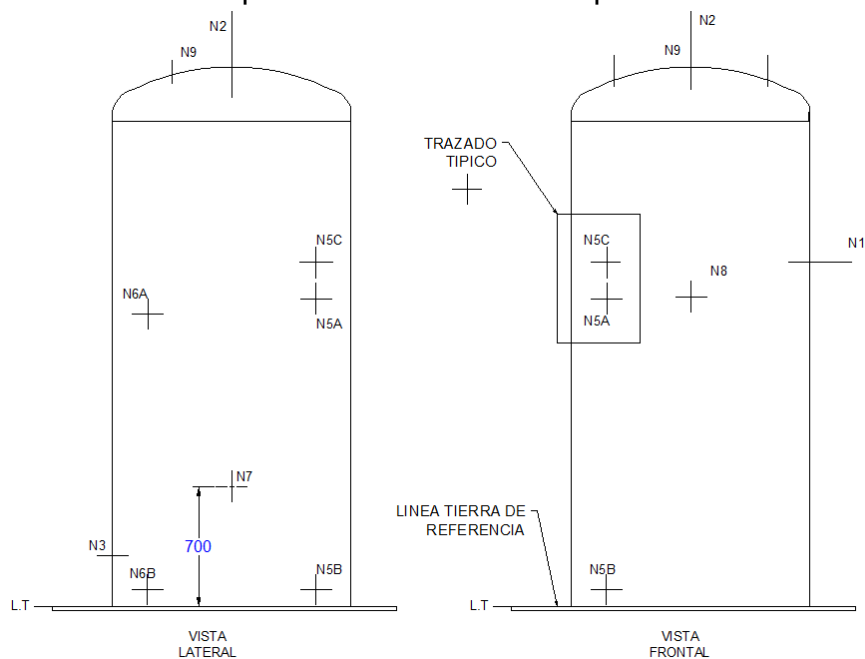 N2
N9
N5C
N6A
N5A
N7
700
N3
N6B
N5B
L.T
VISTA
LATERAL
N2
N9
TRAZADO
TIPICO
N5C
N1
N8
N5A
LINEA TIERRA DE
REFERENCIA
N5B
L.T
VISTA
FRONTAL